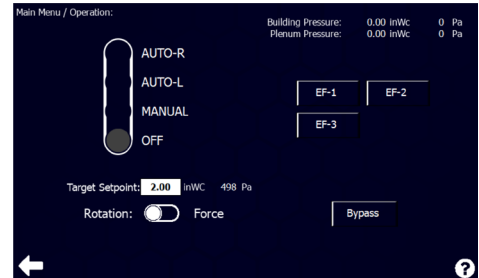 Main Menu / Operation:
Building Pressure: 0.00 inWc 0 Pa
Plenum Pressure: 0.00 inWc 0 Pa
AUTO-R
AUTO-L
MANUAL
OFF
EF-1 EF-2
EF-3
Target Setpoint: 2.00 inWC 498 Pa
Rotation: Force
Bypass
?